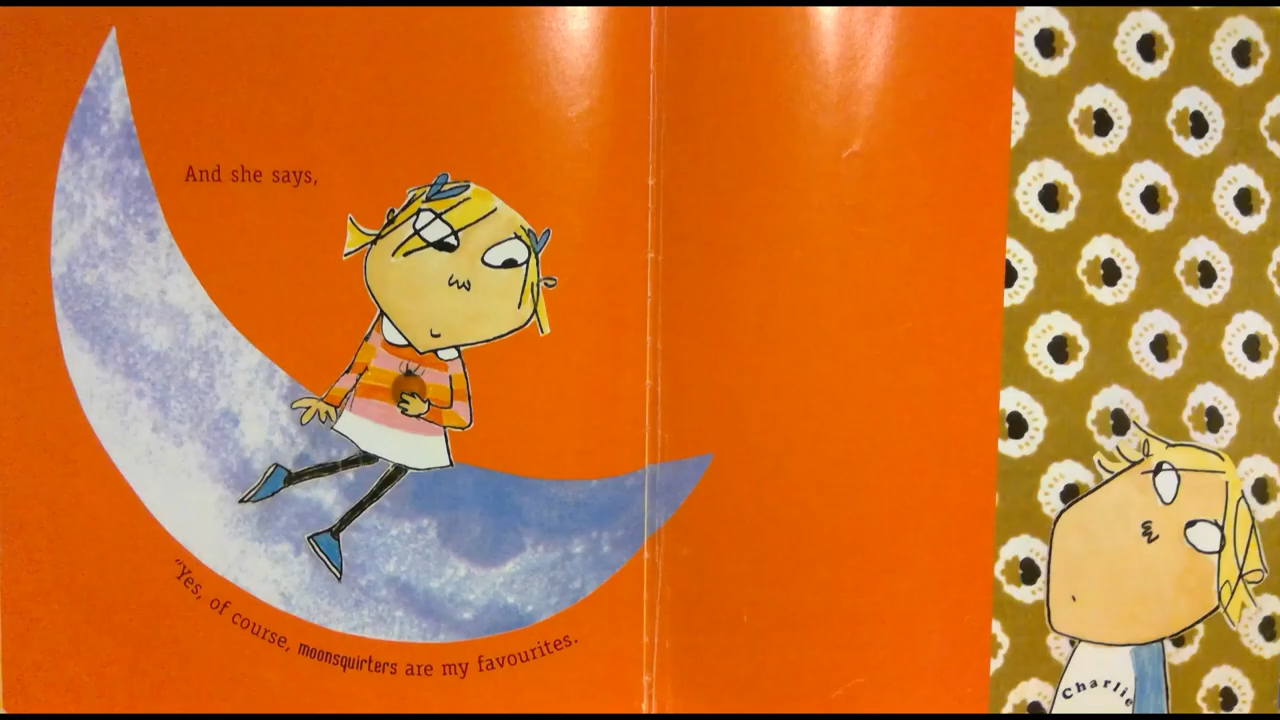 And she says,
"Yes, of course, moonsquirters are my favourites.
Charlie